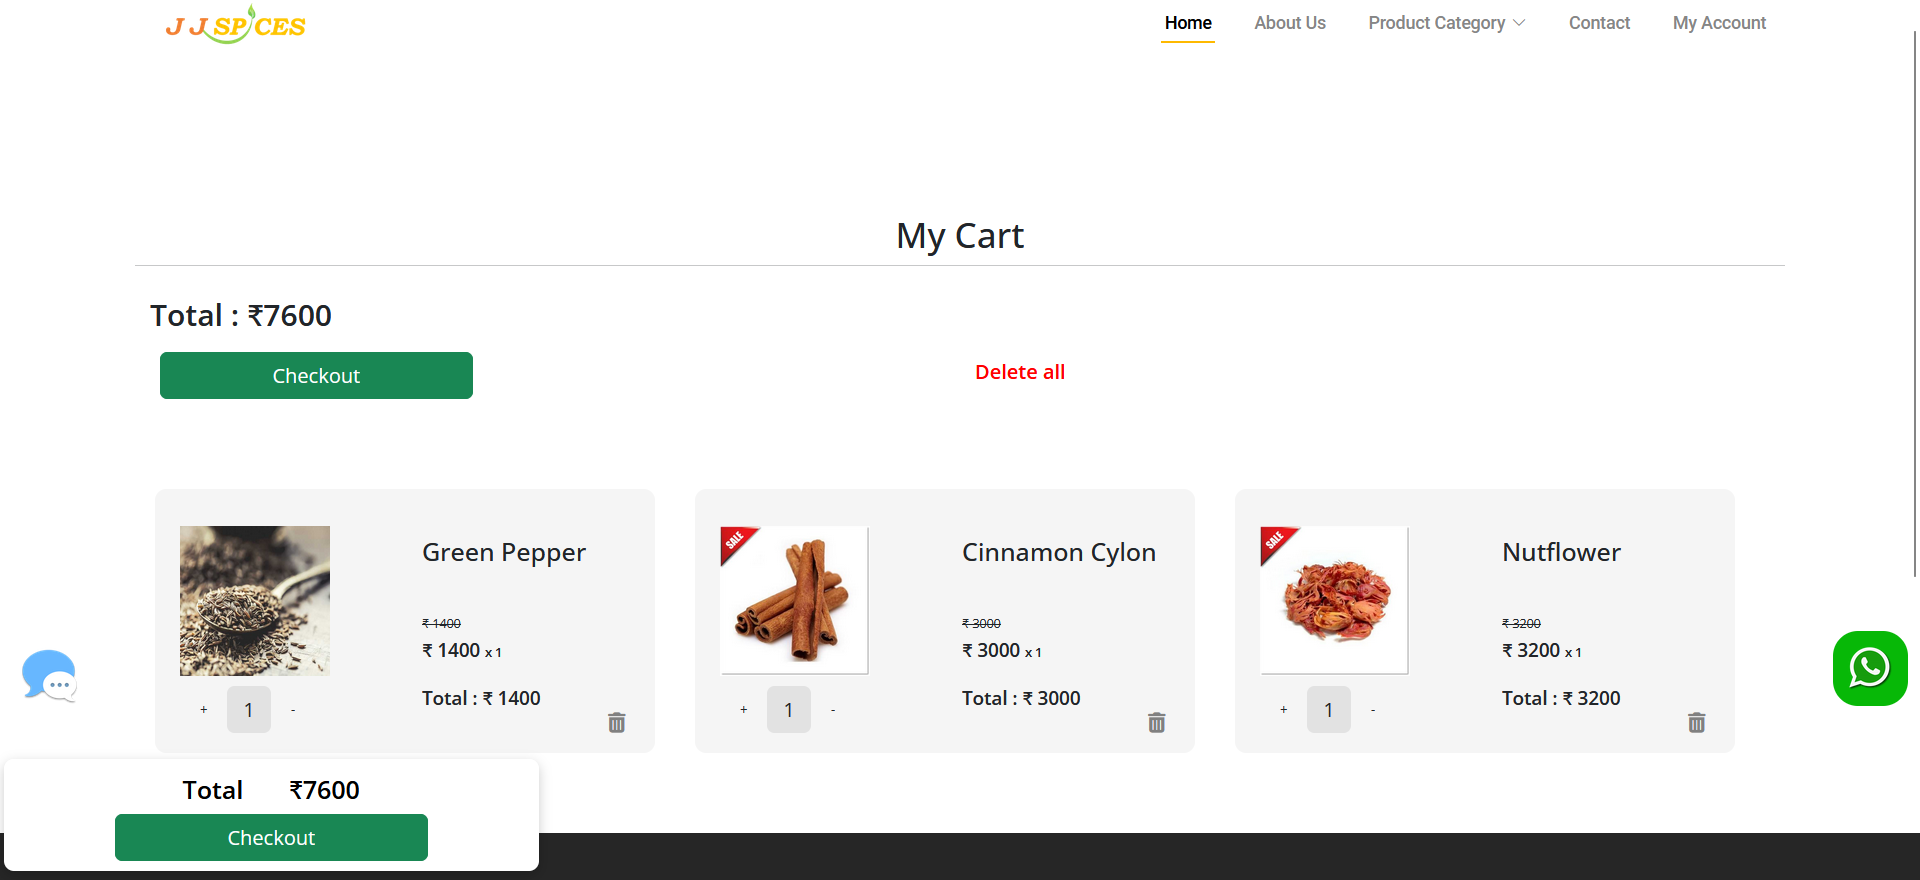 J J SPICES
Home About Us Product Category Contact My Account
My Cart
Total : ₹7600
Checkout
Delete all
Green Pepper
₹ 1400
₹ 1400 x 1
Total : ₹ 1400
+ 1 -
SALE
Cinnamon Cylon
₹ 3000
₹ 3000 x 1
Total : ₹ 3000
+ 1 -
SALE
Nutflower
₹ 3200
₹ 3200 x 1
Total : ₹ 3200
+ 1 -
Total ₹7600
Checkout